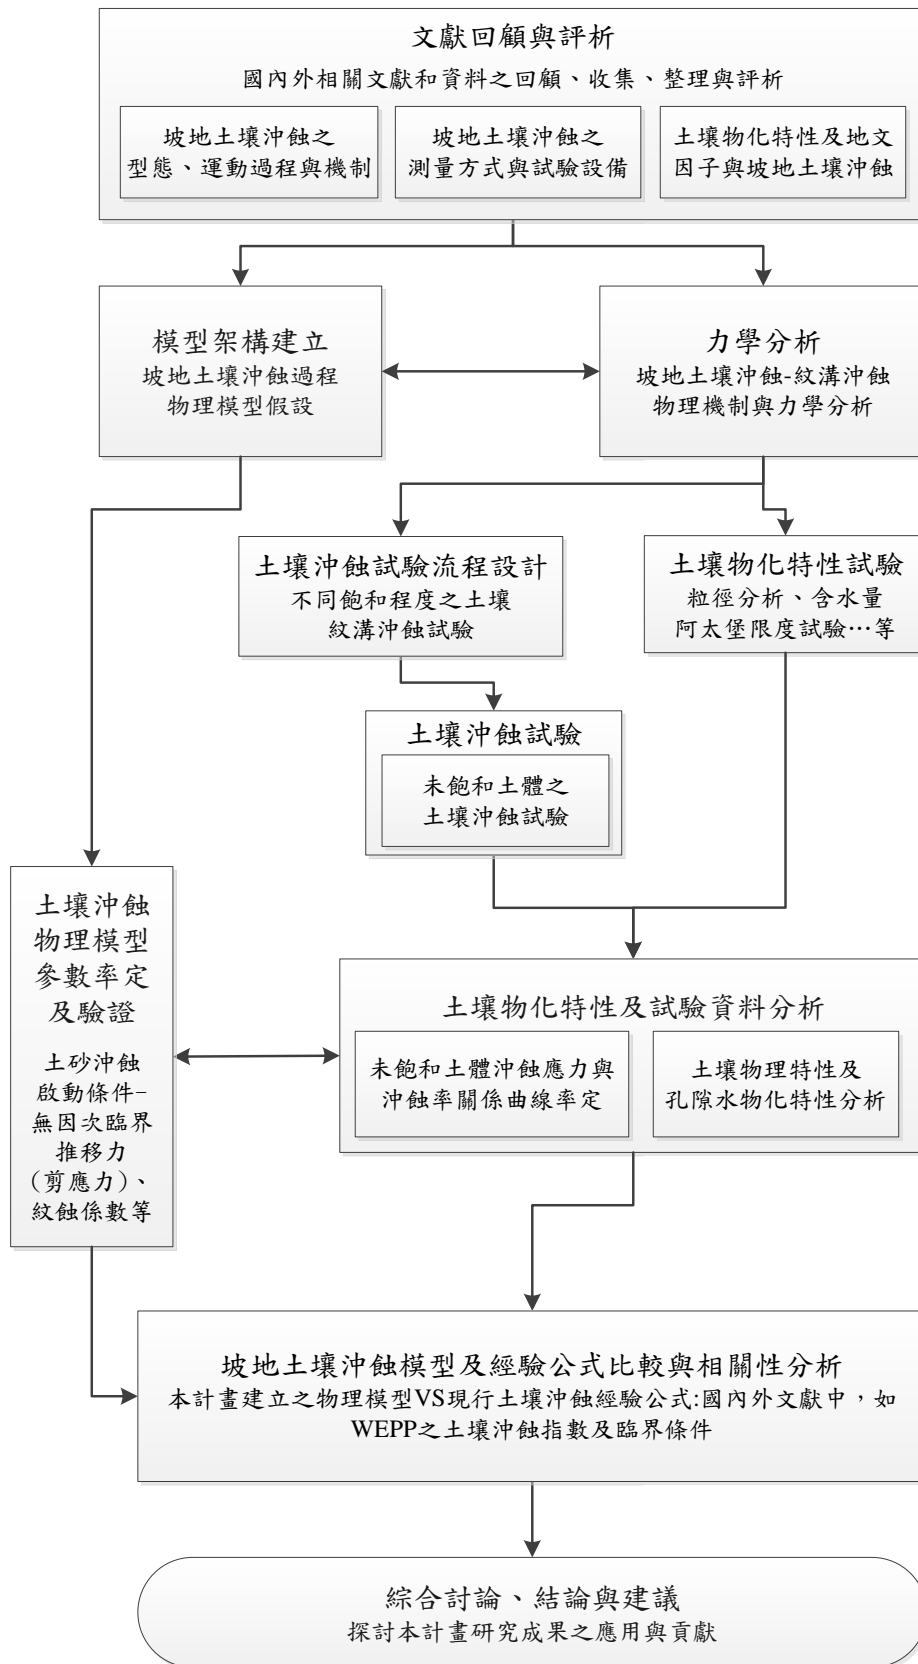 文獻回顧與評析
國內外相關文獻和資料之回顧、收集、整理與評析
坡地土壤沖蝕之
型態、運動過程與機制
坡地土壤沖蝕之
測量方式與試驗設備
土壤物化特性及地文
因子與坡地土壤沖蝕
模型架構建立
坡地土壤沖蝕過程
物理模型假設
力學分析
坡地土壤沖蝕-紋溝沖蝕
物理機制與力學分析
土壤沖蝕試驗流程設計
不同飽和程度之土壤
紋溝沖蝕試驗
土壤物化特性試驗
粒徑分析、含水量
阿太堡限度試驗…等
土壤沖蝕試驗
未飽和土體之
土壤沖蝕試驗
土壤沖蝕
物理模型
參數率定
及驗證
土砂沖蝕
啟動條件-
無因次臨界
推移力
(剪應力)、
紋蝕係數等
土壤物化特性及試驗資料分析
未飽和土體沖蝕應力與
沖蝕率關係曲線率定
土壤物理特性及
孔隙水物化特性分析
坡地土壤沖蝕模型及經驗公式比較與相關性分析
本計畫建立之物理模型VS現行土壤沖蝕經驗公式:國內外文獻中，如
WEPP之土壤沖蝕指數及臨界條件
綜合討論、結論與建議
探討本計畫研究成果之應用與貢獻